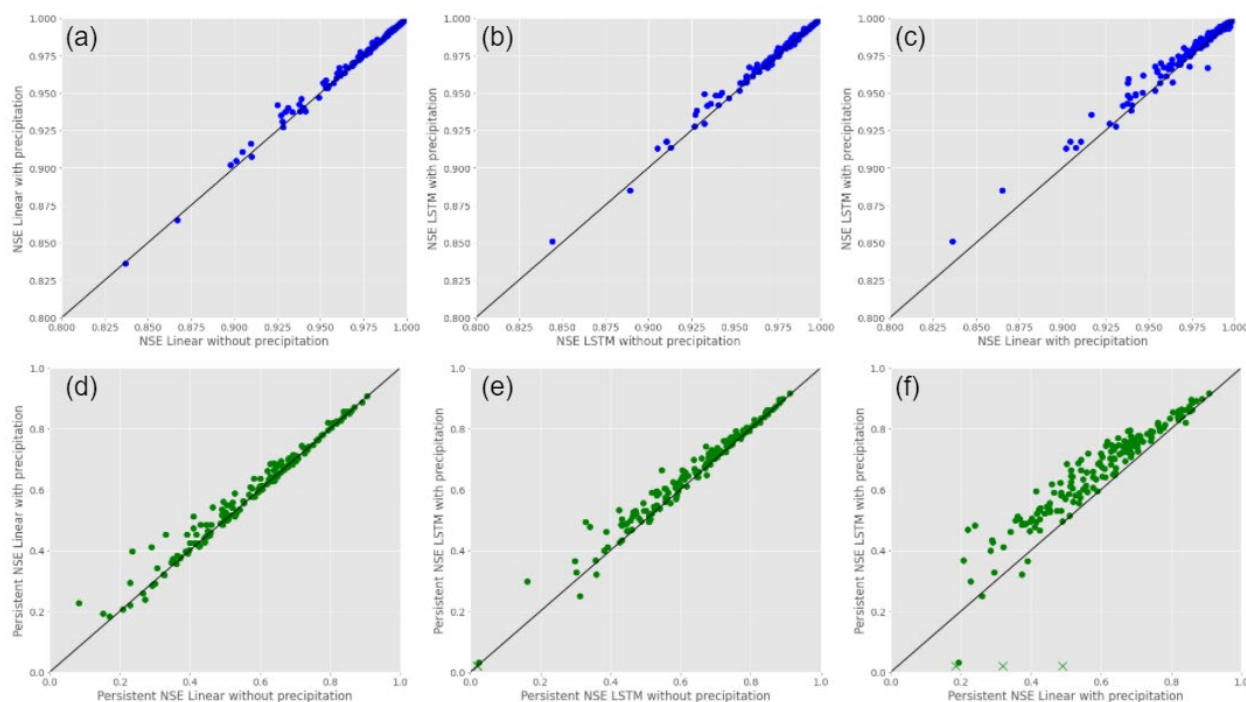 (a)
NSE Linear with precipitation
1.000
0.975
0.950
0.925
0.900
0.875
0.850
0.825
0.800
0.800 0.825 0.850 0.875 0.900 0.925 0.950 0.975 1.000
NSE Linear without precipitation
(b)
NSE LSTM with precipitation
1.000
0.975
0.950
0.925
0.900
0.875
0.850
0.825
0.800
0.800 0.825 0.850 0.875 0.900 0.925 0.950 0.975 1.000
NSE LSTM without precipitation
(c)
NSE LSTM with precipitation
1.000
0.975
0.950
0.925
0.900
0.875
0.850
0.825
0.800
0.800 0.825 0.850 0.875 0.900 0.925 0.950 0.975 1.000
NSE Linear with precipitation
(d)
Persistent NSE Linear with precipitation
1.0
0.8
0.6
0.4
0.2
0.0
0.0 0.2 0.4 0.6 0.8 1.0
Persistent NSE Linear without precipitation
(e)
Persistent NSE LSTM with precipitation
1.0
0.8
0.6
0.4
0.2
0.0
0.0 0.2 0.4 0.6 0.8 1.0
Persistent NSE LSTM without precipitation
(f)
Persistent NSE LSTM with precipitation
1.0
0.8
0.6
0.4
0.2
0.0
0.0 0.2 0.4 0.6 0.8 1.0
Persistent NSE Linear with precipitation